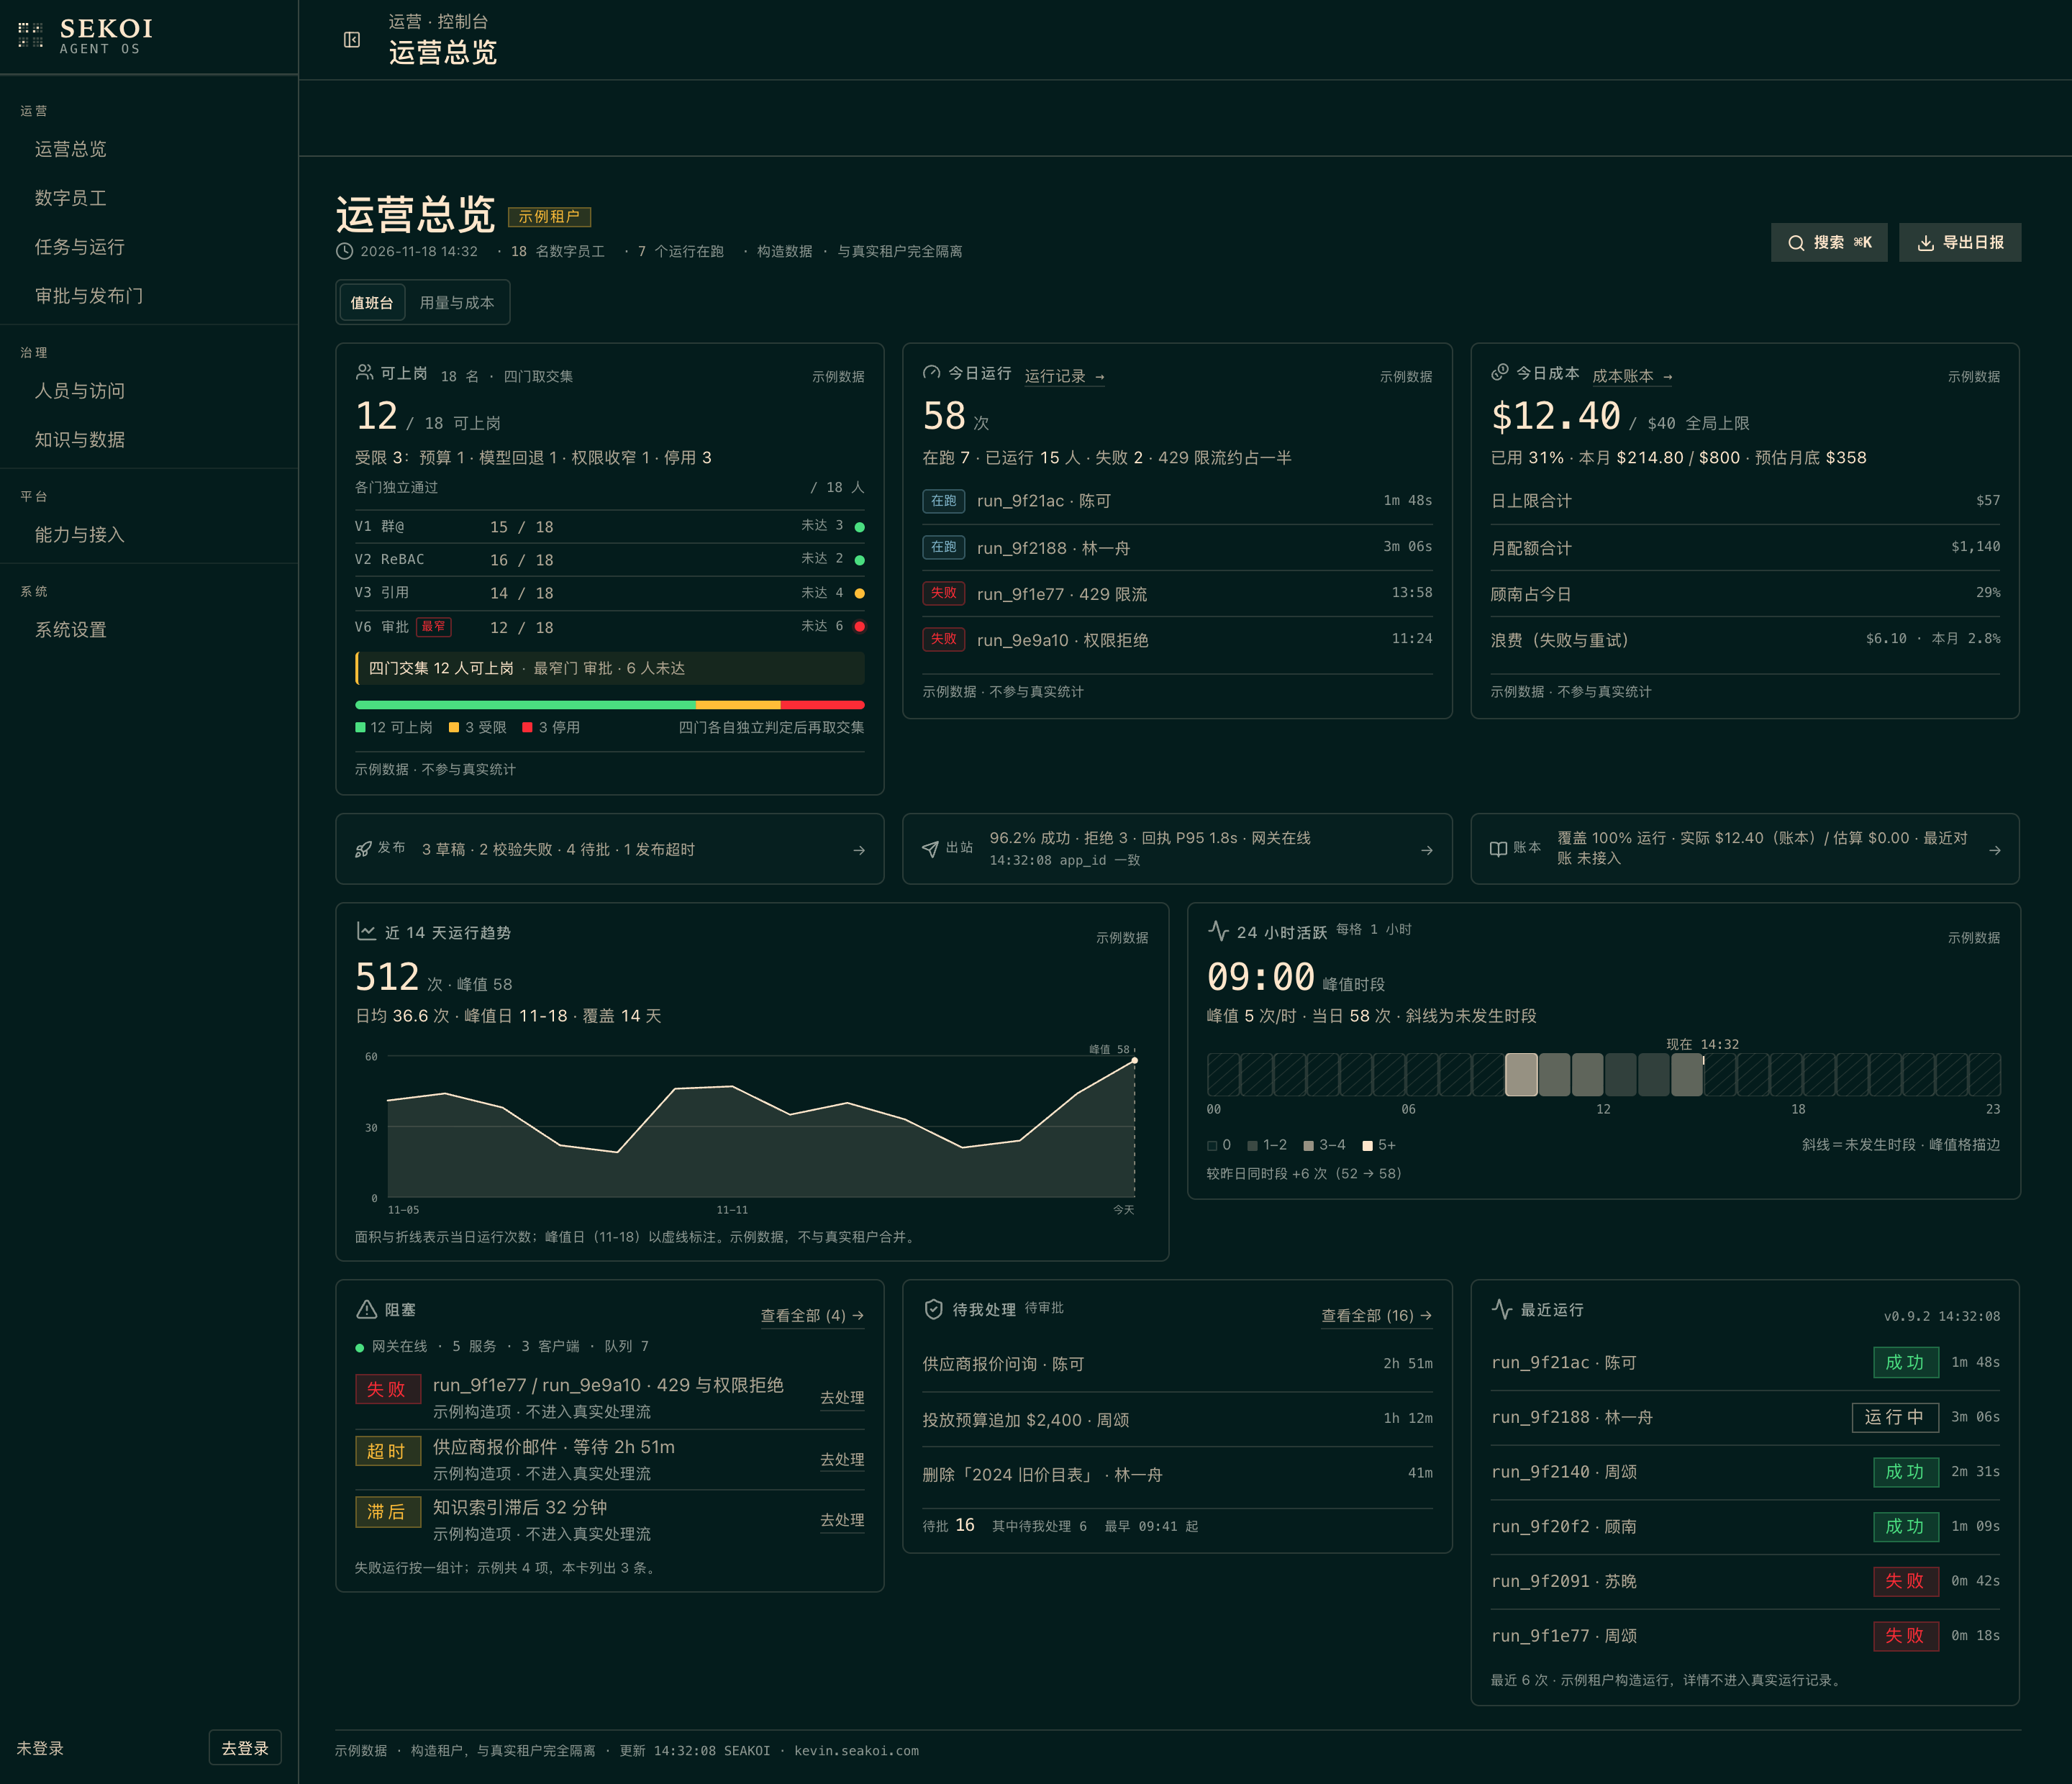 SEKOI
AGENT OS
运营
运营总览
数字员工
任务与运行
审批与发布门
治理
人员与访问
知识与数据
平台
能力与接入
系统
系统设置
未登录
去登录
运营 · 控制台
运营总览
运营总览 示例租户
2026-11-18 14:32 · 18 名数字员工 · 7 个运行在跑 · 构造数据 · 与真实租户完全隔离
搜索 ⌘K
导出日报
值班台
用量与成本
可上岗 18 名 · 四门取交集 示例数据
12 / 18 可上岗
受限 3：预算 1 · 模型回退 1 · 权限收窄 1 · 停用 3
各门独立通过 / 18 人
V1 群@ 15 / 18 未达 3
V2 ReBAC 16 / 18 未达 2
V3 引用 14 / 18 未达 4
V6 审批 最窄 12 / 18 未达 6
四门交集 12 人可上岗 · 最窄门 审批 · 6 人未达
12 可上岗 3 受限 3 停用 四门各自独立判定后再取交集
示例数据 · 不参与真实统计
今日运行 运行记录 → 示例数据
58 次
在跑 7 · 已运行 15 人 · 失败 2 · 429 限流约占一半
在跑 run_9f21ac · 陈可 1m 48s
在跑 run_9f2188 · 林一舟 3m 06s
失败 run_9f1e77 · 429 限流 13:58
失败 run_9e9a10 · 权限拒绝 11:24
示例数据 · 不参与真实统计
今日成本 成本账本 → 示例数据
$12.40 / $40 全局上限
已用 31% · 本月 $214.80 / $800 · 预估月底 $358
日上限合计 $57
月配额合计 $1,140
顾南占今日 29%
浪费（失败与重试） $6.10 · 本月 2.8%
示例数据 · 不参与真实统计
发布 3 草稿 · 2 校验失败 · 4 待批 · 1 发布超时 →
出站 96.2% 成功 · 拒绝 3 · 回执 P95 1.8s · 网关在线
14:32:08 app_id 一致 →
账本 覆盖 100% 运行 · 实际 $12.40（账本）/ 估算 $0.00 · 最近对
账 未接入 →
近 14 天运行趋势 示例数据
512 次 · 峰值 58
日均 36.6 次 · 峰值日 11-18 · 覆盖 14 天
峰值 58
60
30
0
11-05 11-11 今天
面积与折线表示当日运行次数；峰值日（11-18）以虚线标注。示例数据，不与真实租户合并。
24 小时活跃 每格 1 小时 示例数据
09:00 峰值时段
峰值 5 次/时 · 当日 58 次 · 斜线为未发生时段
现在 14:32
00 06 12 18 23
0 1–2 3–4 5+ 斜线＝未发生时段 · 峰值格描边
较昨日同时段 +6 次（52 → 58）
阻塞 查看全部 (4) →
网关在线 · 5 服务 · 3 客户端 · 队列 7
失败 run_9f1e77 / run_9e9a10 · 429 与权限拒绝 去处理
示例构造项 · 不进入真实处理流
超时 供应商报价邮件 · 等待 2h 51m 去处理
示例构造项 · 不进入真实处理流
滞后 知识索引滞后 32 分钟 去处理
示例构造项 · 不进入真实处理流
失败运行按一组计；示例共 4 项，本卡列出 3 条。
待我处理 待审批 查看全部 (16) →
供应商报价问询 · 陈可 2h 51m
投放预算追加 $2,400 · 周颂 1h 12m
删除「2024 旧价目表」 · 林一舟 41m
待批 16 其中待我处理 6 最早 09:41 起
最近运行 v0.9.2 14:32:08
run_9f21ac · 陈可 成功 1m 48s
run_9f2188 · 林一舟 运行中 3m 06s
run_9f2140 · 周颂 成功 2m 31s
run_9f20f2 · 顾南 成功 1m 09s
run_9f2091 · 苏晚 失败 0m 42s
run_9f1e77 · 周颂 失败 0m 18s
最近 6 次 · 示例租户构造运行，详情不进入真实运行记录。
示例数据 · 构造租户，与真实租户完全隔离 · 更新 14:32:08 SEAKOI · kevin.seakoi.com